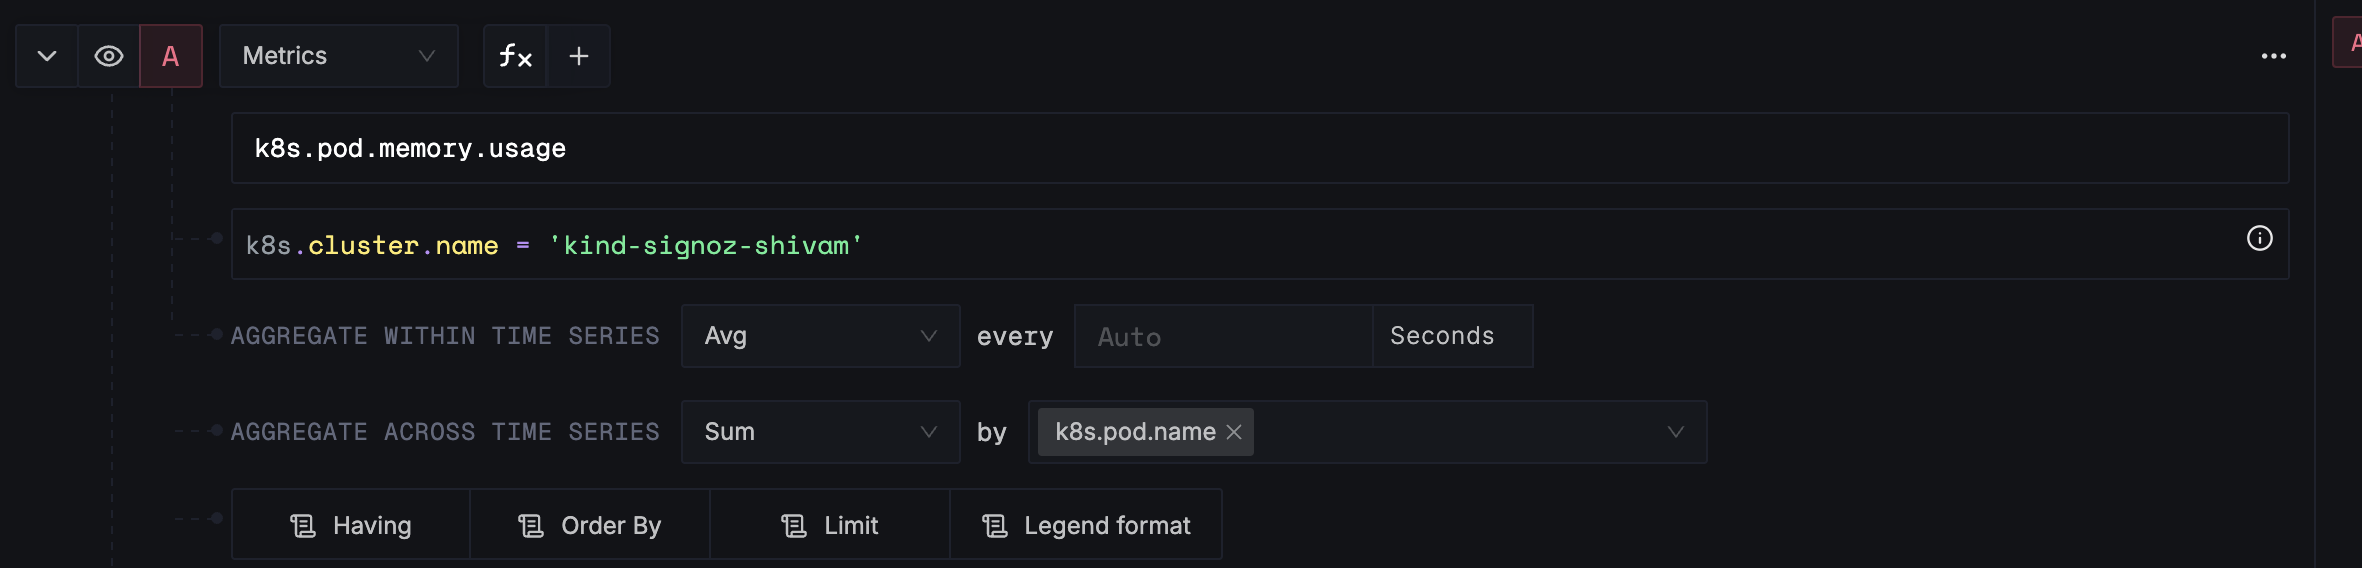 A Metrics fx + ... A
k8s.pod.memory.usage
k8s.cluster.name = 'kind-signoz-shivam'
AGGREGATE WITHIN TIME SERIES Avg every Auto Seconds
AGGREGATE ACROSS TIME SERIES Sum by k8s.pod.name
Having Order By Limit Legend format